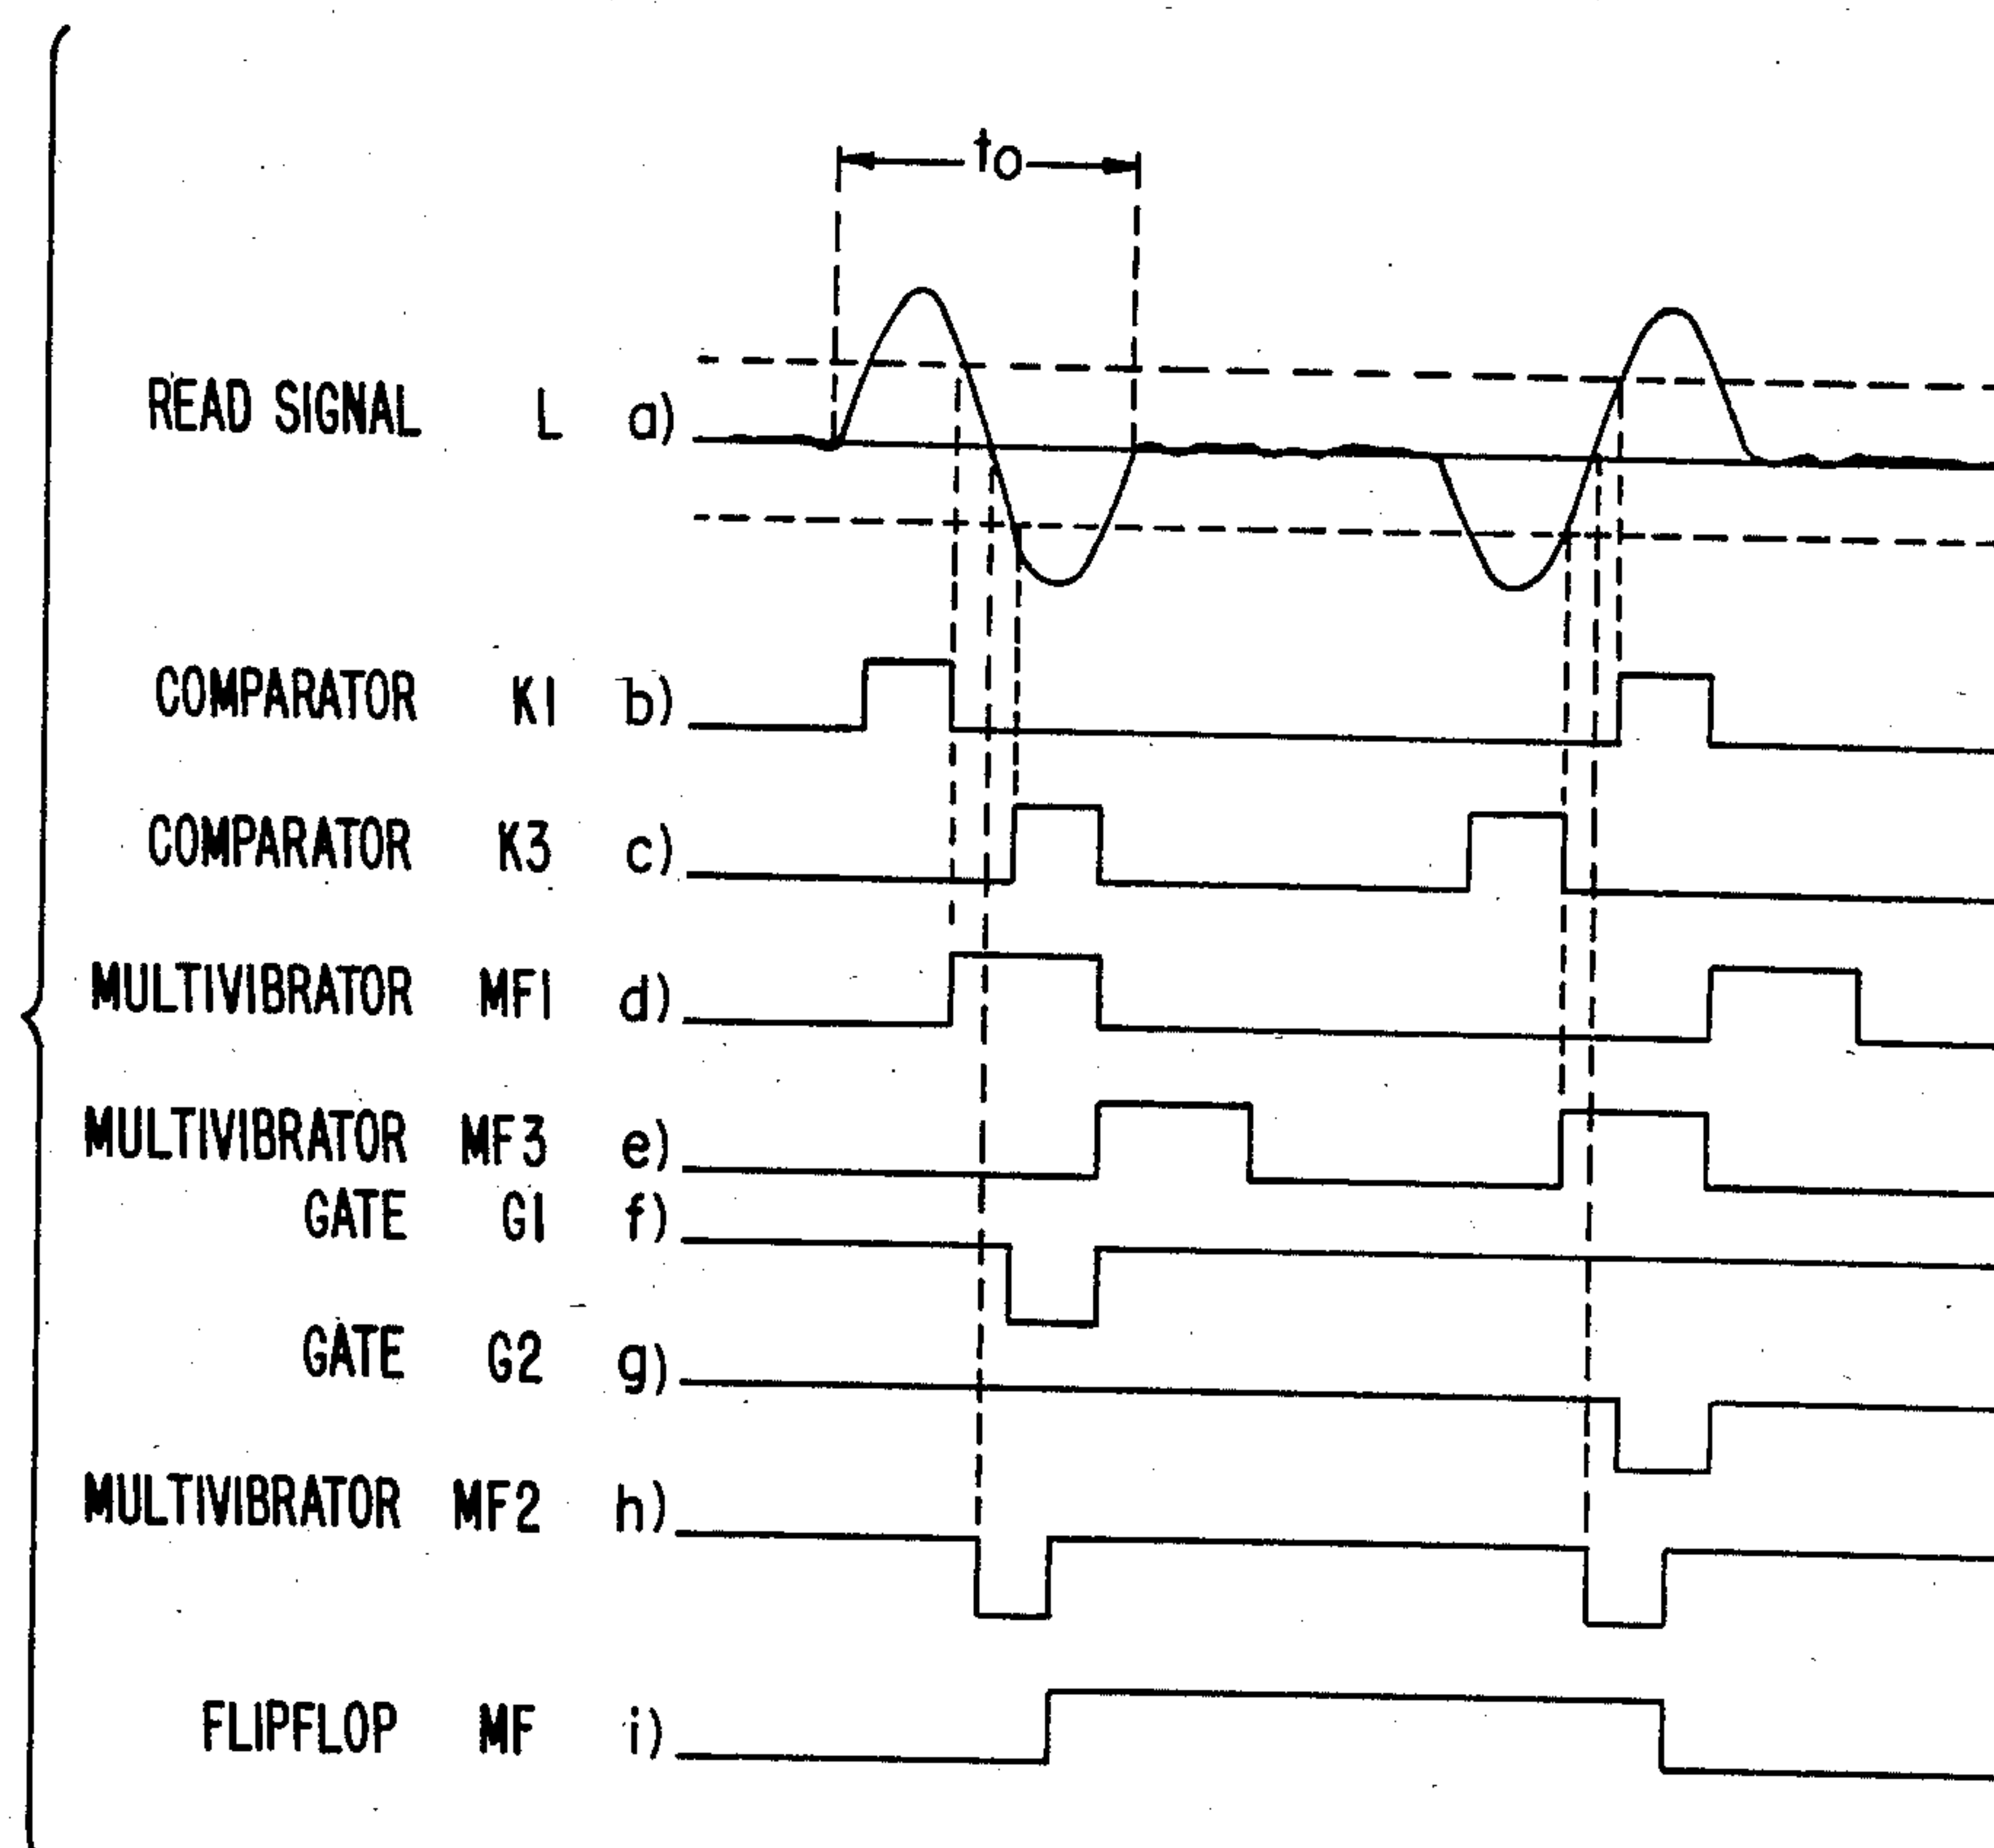 to
READ SIGNAL L a)
COMPARATOR K1 b)
COMPARATOR K3 c)
MULTIVIBRATOR MF1 d)
MULTIVIBRATOR MF3 e)
GATE G1 f)
GATE G2 g)
MULTIVIBRATOR MF2 h)
FLIPFLOP MF i)